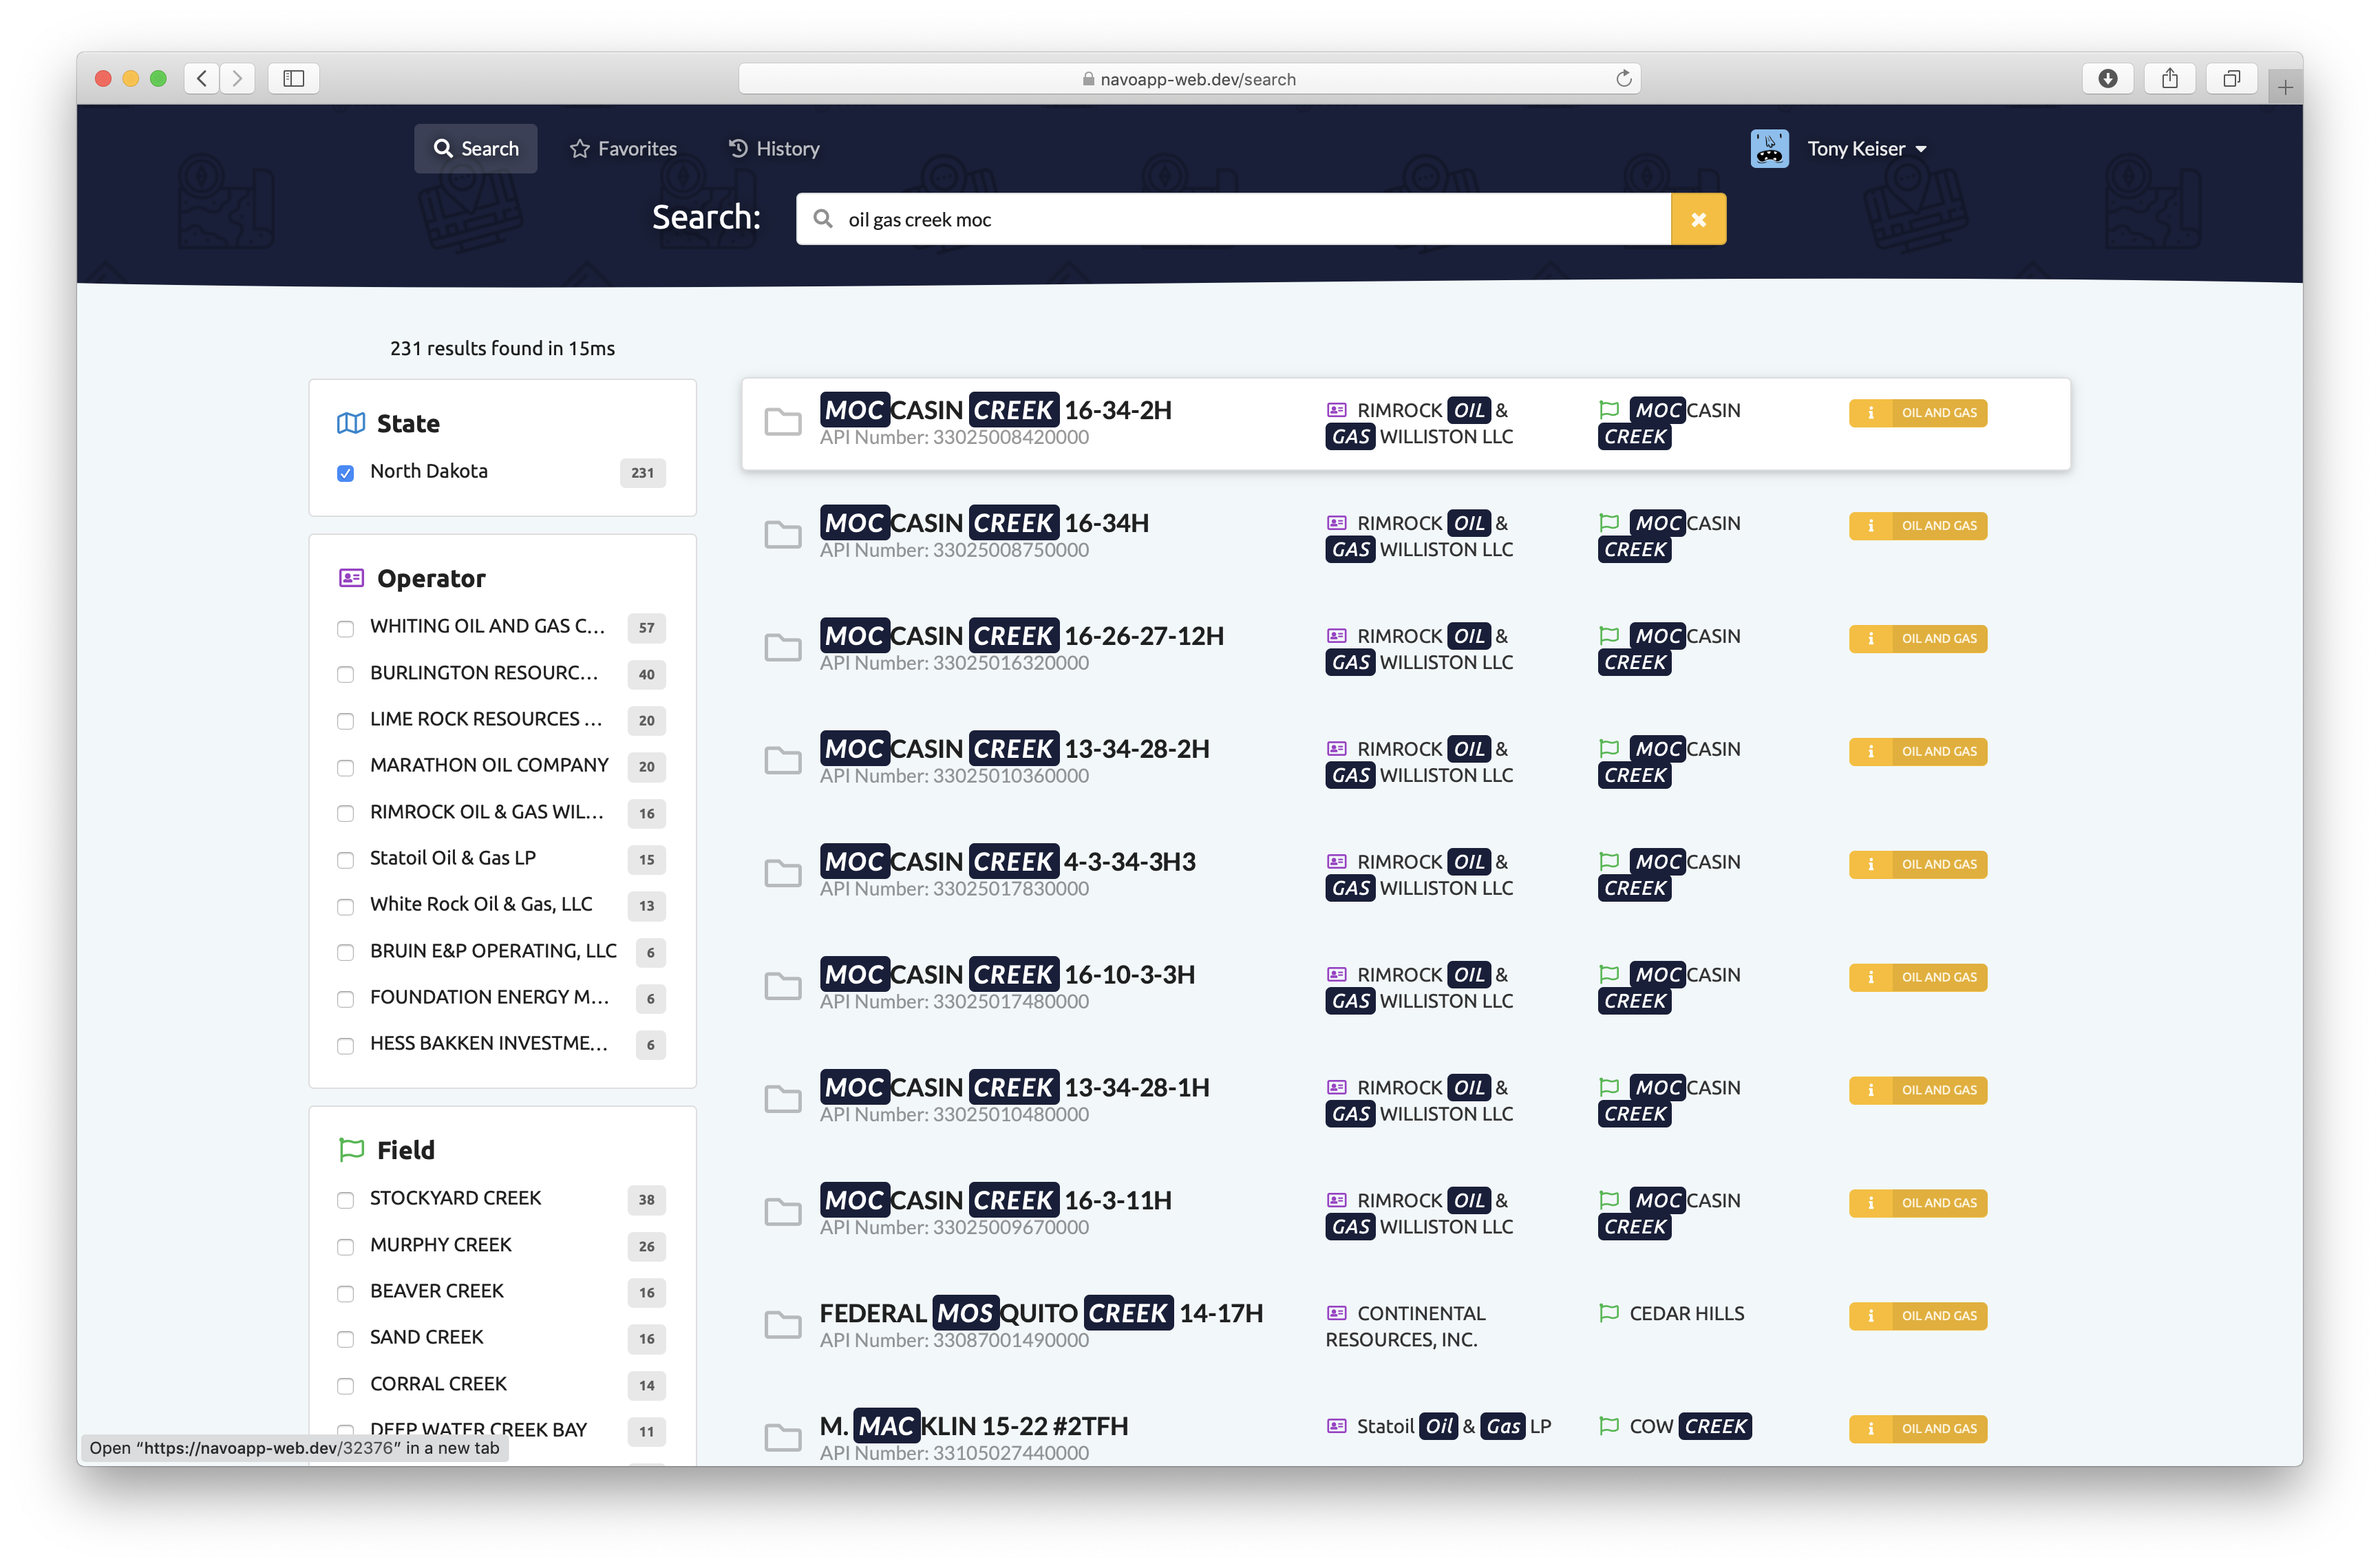 navoapp-web.dev/search
Search
Favorites
History
Tony Keiser
Search:
oil gas creek moc
231 results found in 15ms
State
North Dakota 231
Operator
WHITING OIL AND GAS C... 57
BURLINGTON RESOURC... 40
LIME ROCK RESOURCES ... 20
MARATHON OIL COMPANY 20
RIMROCK OIL & GAS WIL... 16
Statoil Oil & Gas LP 15
White Rock Oil & Gas, LLC 13
BRUIN E&P OPERATING, LLC 6
FOUNDATION ENERGY M... 6
HESS BAKKEN INVESTME... 6
Field
STOCKYARD CREEK 38
MURPHY CREEK 26
BEAVER CREEK 16
SAND CREEK 16
CORRAL CREEK 14
DEEP WATER CREEK BAY 11
Open “https://navoapp-web.dev/32376” in a new tab
MOCCASIN CREEK 16-34-2H
API Number: 33025008420000
RIMROCK OIL &
GAS WILLISTON LLC
MOCCASIN
CREEK
OIL AND GAS
MOCCASIN CREEK 16-34H
API Number: 33025008750000
RIMROCK OIL &
GAS WILLISTON LLC
MOCCASIN
CREEK
OIL AND GAS
MOCCASIN CREEK 16-26-27-12H
API Number: 33025016320000
RIMROCK OIL &
GAS WILLISTON LLC
MOCCASIN
CREEK
OIL AND GAS
MOCCASIN CREEK 13-34-28-2H
API Number: 33025010360000
RIMROCK OIL &
GAS WILLISTON LLC
MOCCASIN
CREEK
OIL AND GAS
MOCCASIN CREEK 4-3-34-3H3
API Number: 33025017830000
RIMROCK OIL &
GAS WILLISTON LLC
MOCCASIN
CREEK
OIL AND GAS
MOCCASIN CREEK 16-10-3-3H
API Number: 33025017480000
RIMROCK OIL &
GAS WILLISTON LLC
MOCCASIN
CREEK
OIL AND GAS
MOCCASIN CREEK 13-34-28-1H
API Number: 33025010480000
RIMROCK OIL &
GAS WILLISTON LLC
MOCCASIN
CREEK
OIL AND GAS
MOCCASIN CREEK 16-3-11H
API Number: 33025009670000
RIMROCK OIL &
GAS WILLISTON LLC
MOCCASIN
CREEK
OIL AND GAS
FEDERAL MOSQUITO CREEK 14-17H
API Number: 33087001490000
CONTINENTAL
RESOURCES, INC.
CEDAR HILLS
OIL AND GAS
M. MACKLIN 15-22 #2TFH
API Number: 33105027440000
Statoil Oil & Gas LP
COW CREEK
OIL AND GAS